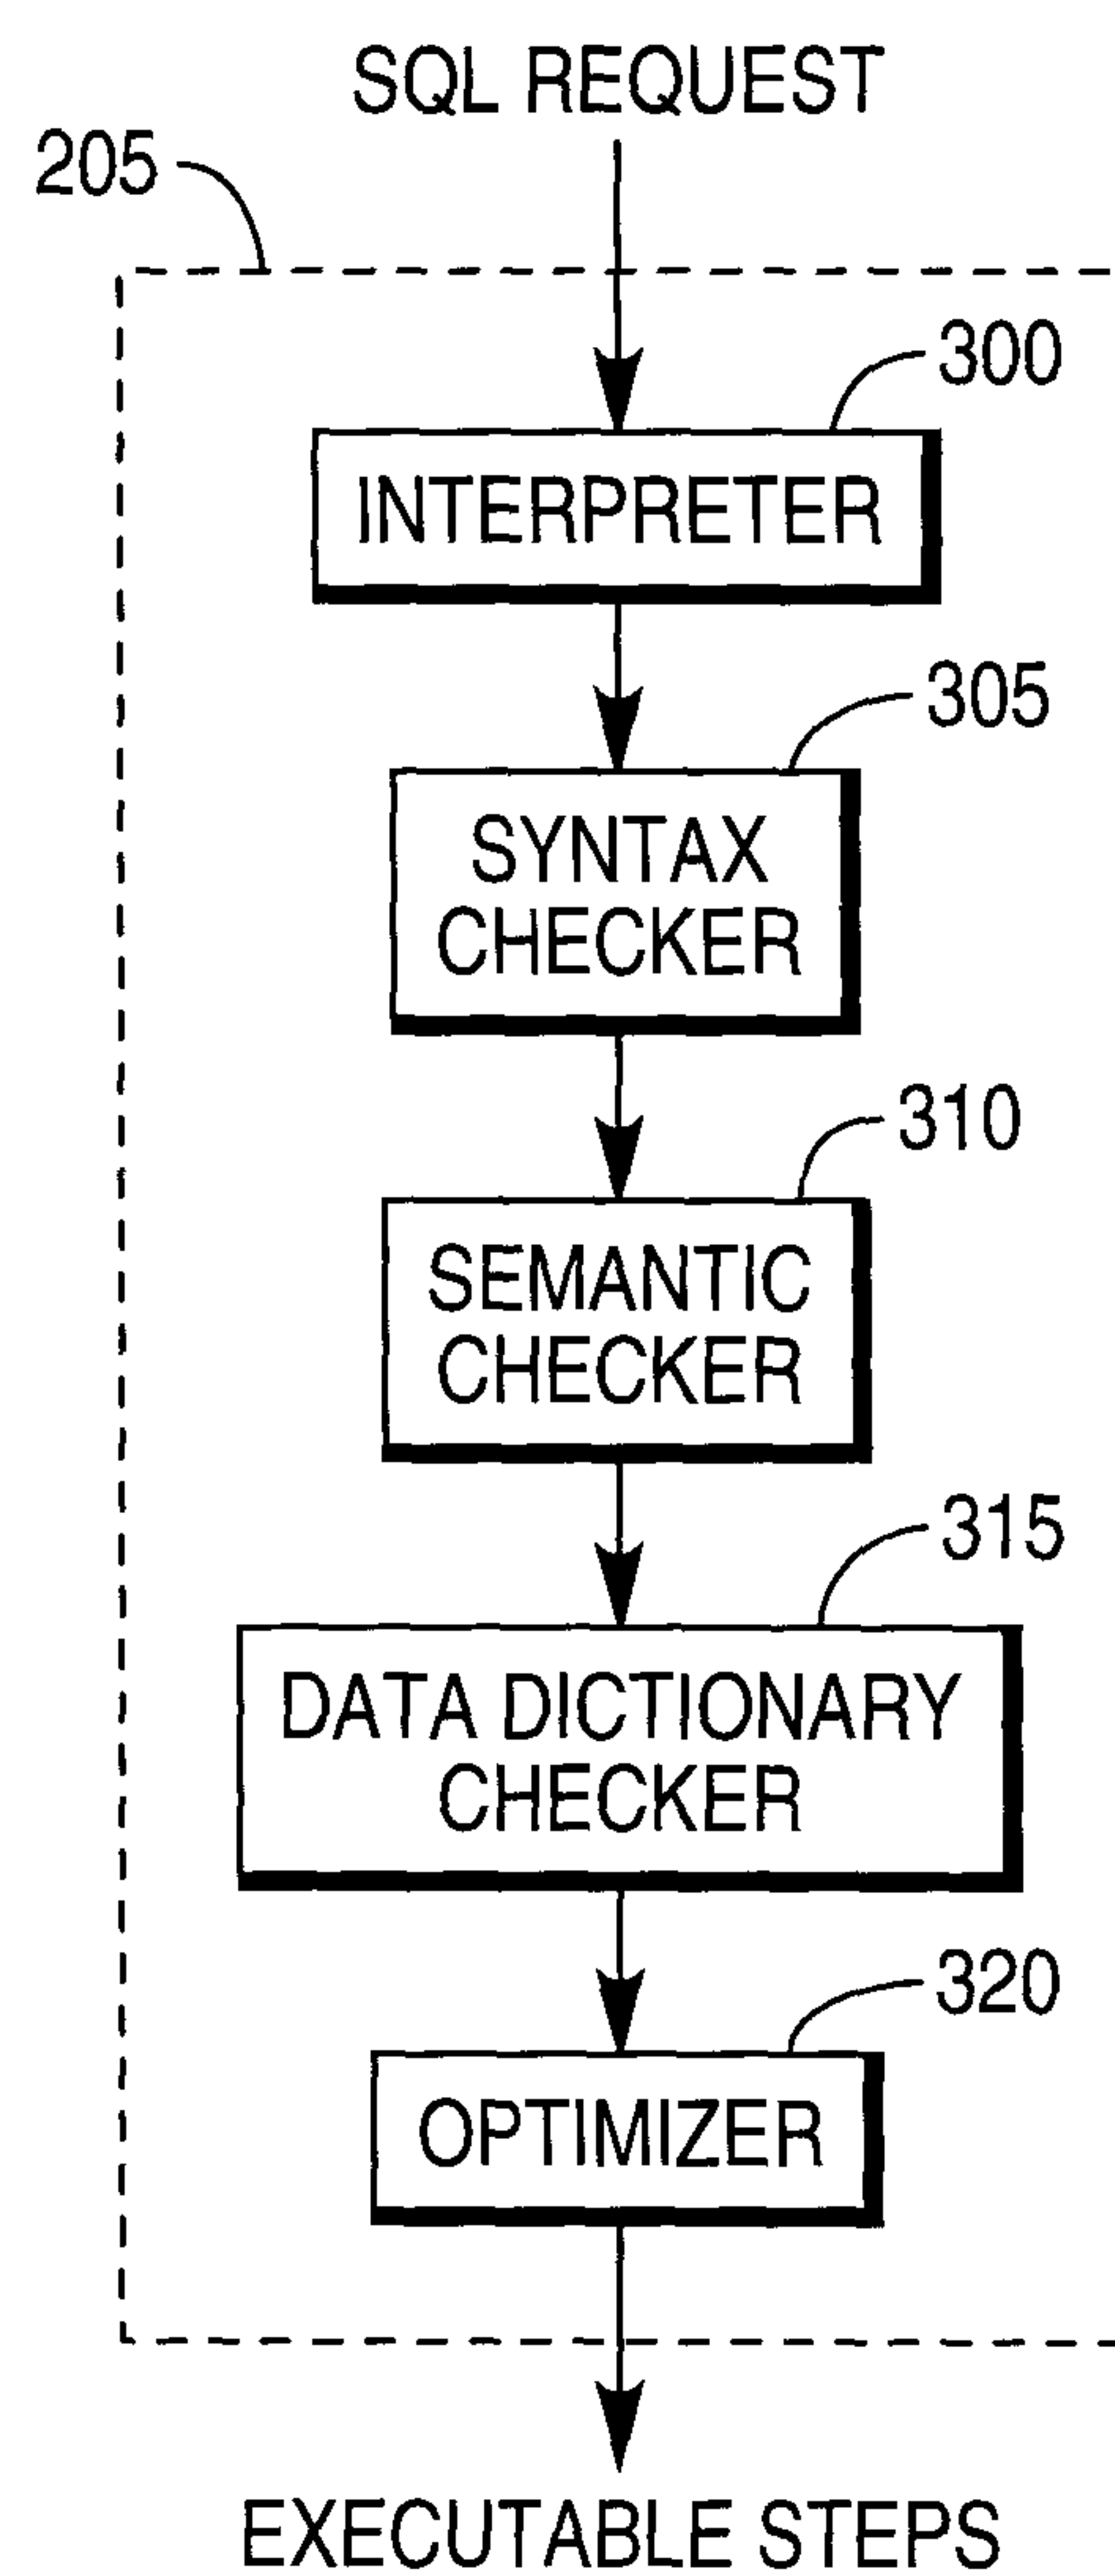 SQL REQUEST
205
300
INTERPRETER
305
SYNTAX
CHECKER
310
SEMANTIC
CHECKER
315
DATA DICTIONARY
CHECKER
320
OPTIMIZER
EXECUTABLE STEPS